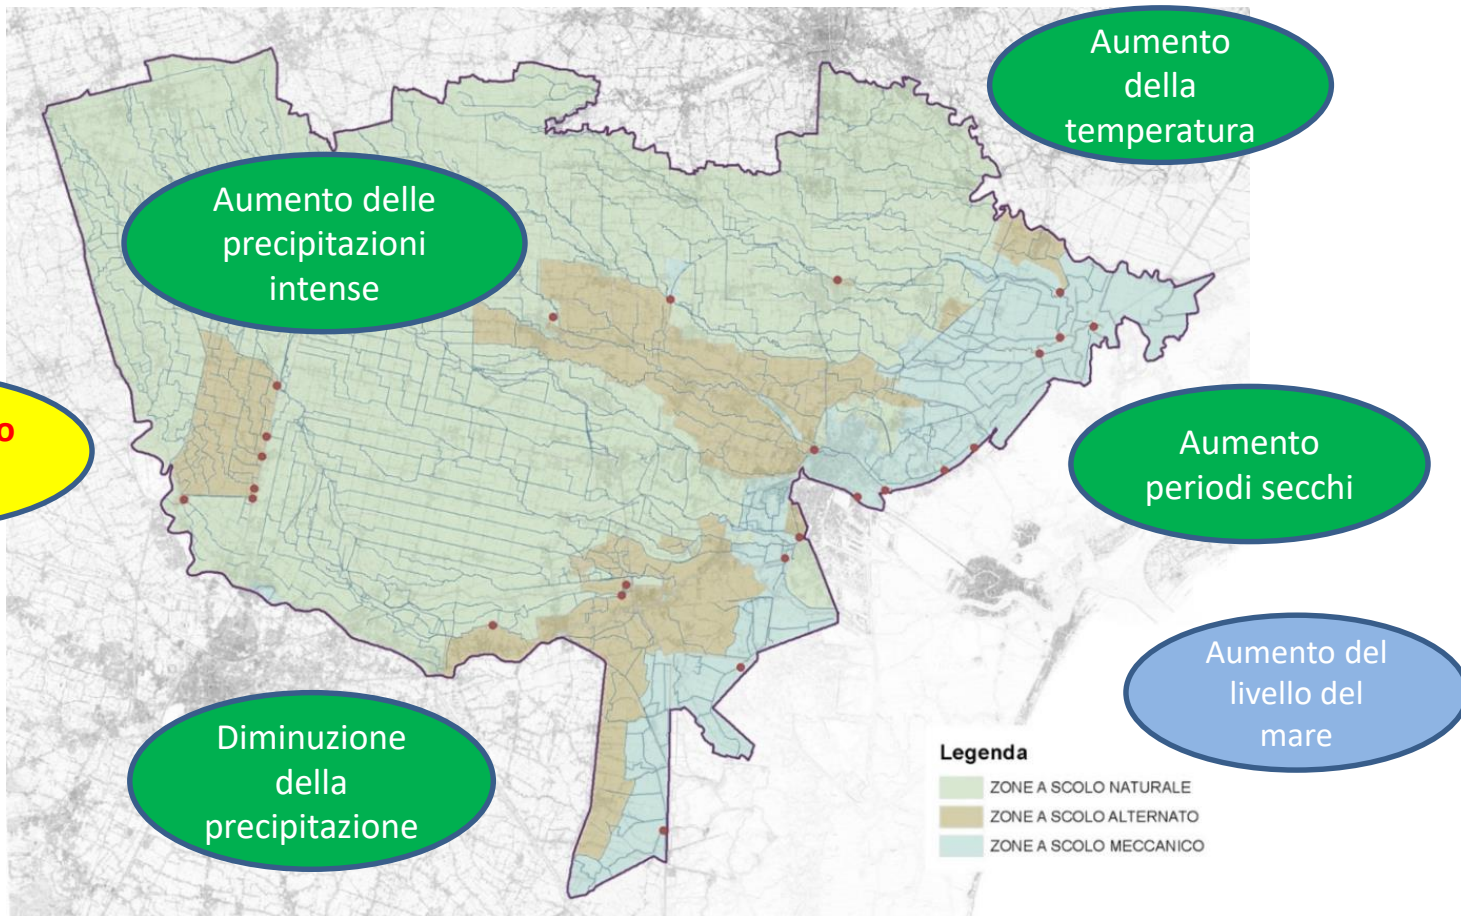 Aumento
della
temperatura
Aumento delle
precipitazioni
intense
Aumento
periodi secchi
Aumento del
livello del
mare
Diminuzione
della
precipitazione
Legenda
ZONE A SCOLO NATURALE
ZONE A SCOLO ALTERNATO
ZONE A SCOLO MECCANICO